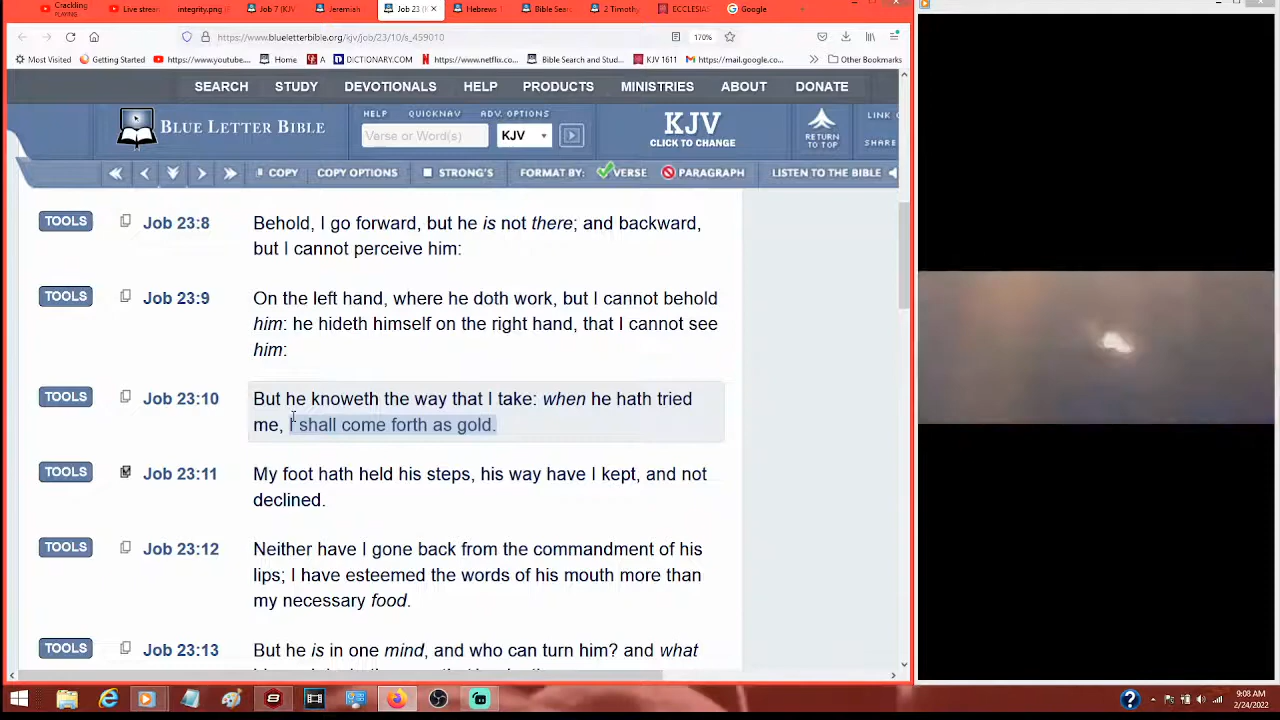 Cracklin
PLAYING
Live stream
integrity.png (I
Job 7 (KJV
Jeremiah
Job 23 (K
Hebrews
Bible Sear
2 Timothy
ECCLESIAS
Google
https://www.blueletterbible.org/kjv/job/23/10/s_459010
170%
Most Visited
Getting Started
https://www.youtube....
Home
DICTIONARY.COM
https://www.netflix.co...
Bible Search and Stud...
KJV 1611
https://mail.google.co...
Other Bookmarks
SEARCH STUDY DEVOTIONALS HELP PRODUCTS MINISTRIES ABOUT DONATE
BLUE LETTER BIBLE
HELP QUICKNAV ADV. OPTIONS
Verse or Word(s)
KJV
KJV
CLICK TO CHANGE
RETURN
TO TOP
LINK
SHARE
COPY COPY OPTIONS STRONG'S FORMAT BY: VERSE PARAGRAPH LISTEN TO THE BIBLE
TOOLS Job 23:8 Behold, I go forward, but he is not there; and backward,
but I cannot perceive him:
TOOLS Job 23:9 On the left hand, where he doth work, but I cannot behold
him: he hideth himself on the right hand, that I cannot see
him:
TOOLS Job 23:10 But he knoweth the way that I take: when he hath tried
me, I shall come forth as gold.
TOOLS Job 23:11 My foot hath held his steps, his way have I kept, and not
declined.
TOOLS Job 23:12 Neither have I gone back from the commandment of his
lips; I have esteemed the words of his mouth more than
my necessary food.
TOOLS Job 23:13 But he is in one mind, and who can turn him? and what
9:08 AM
2/24/2022